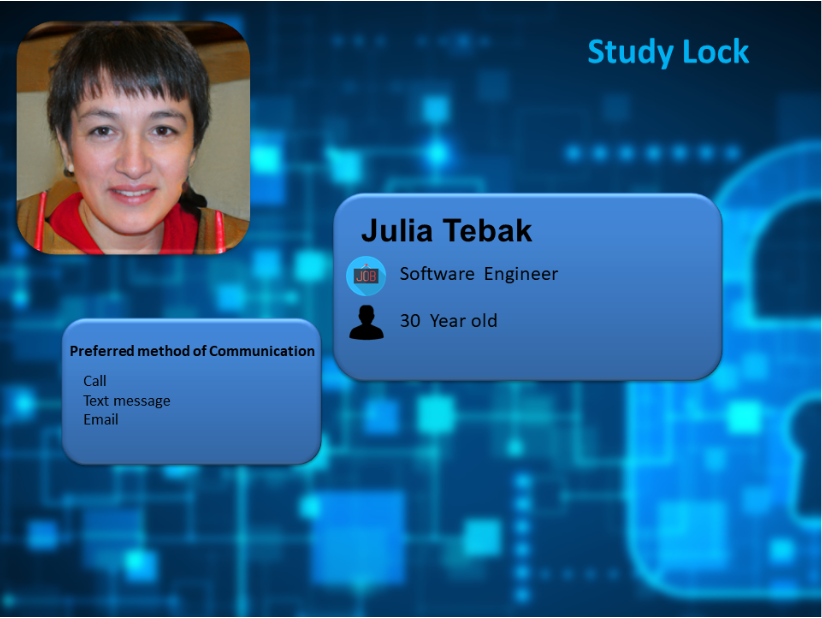 Study Lock
Julia Tebak
JOB
Software Engineer
30 Year old
Preferred method of Communication
Call
Text message
Email